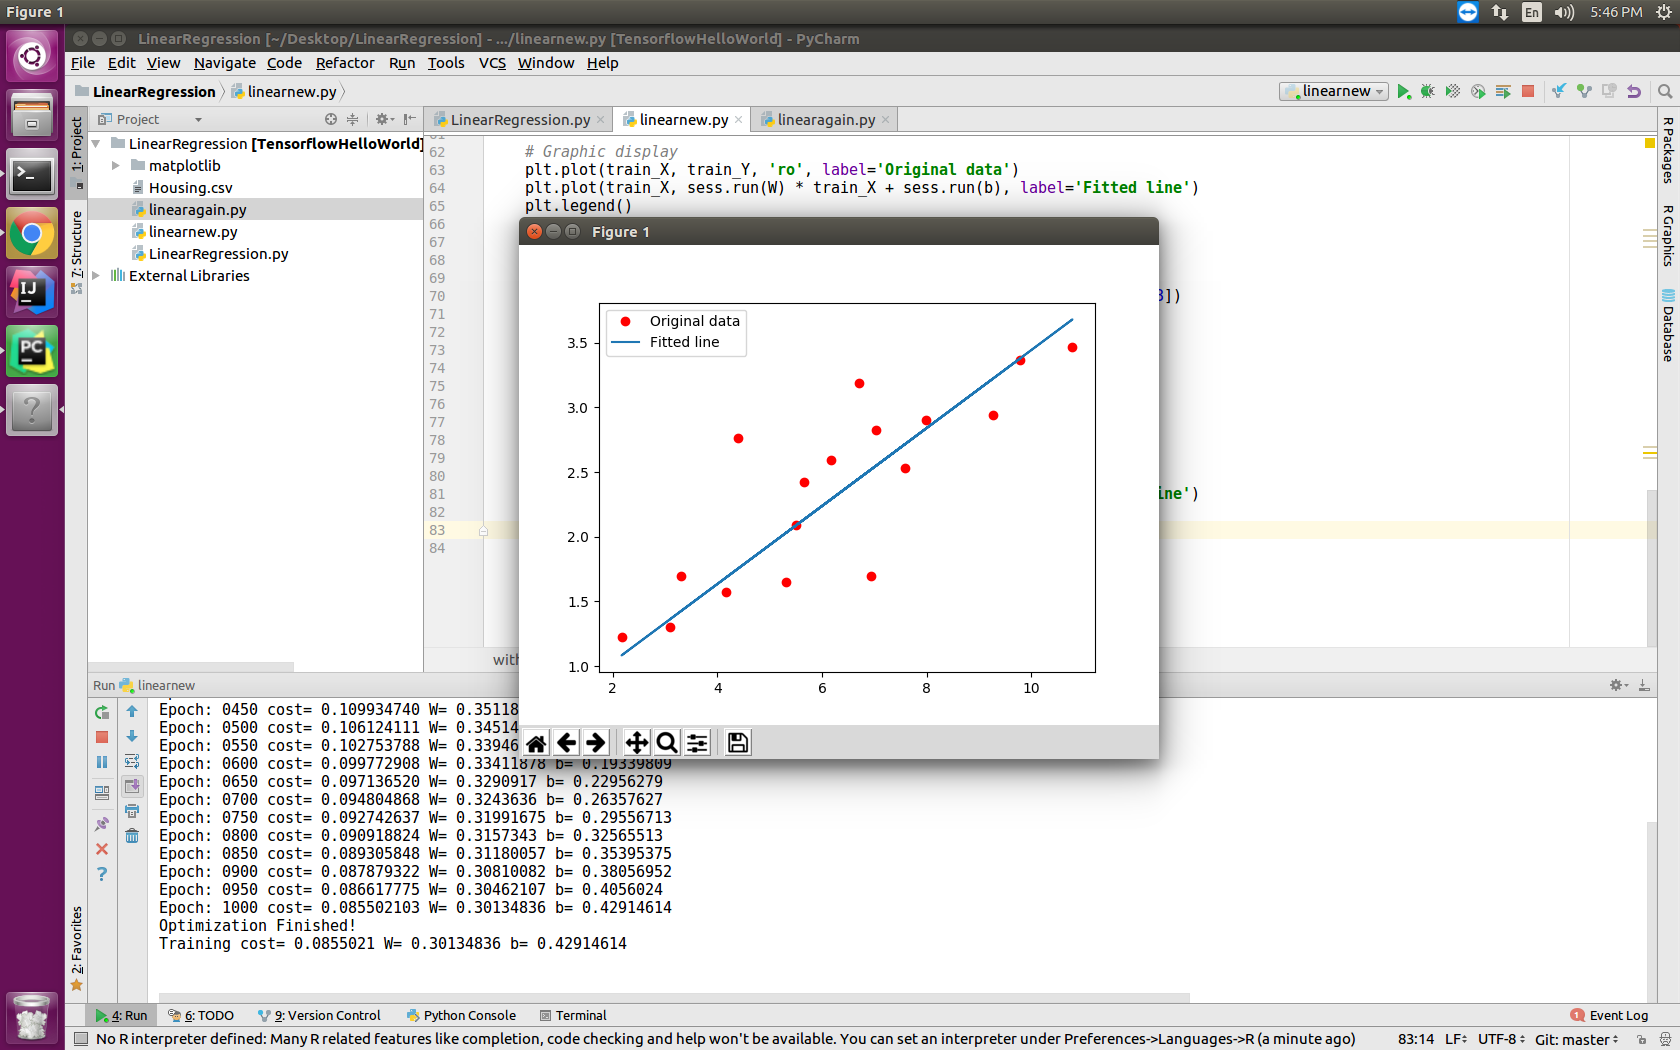 Figure 1
En
5:46 PM
LinearRegression [~/Desktop/LinearRegression] - .../linearnew.py [TensorflowHelloWorld] - PyCharm
File Edit View Navigate Code Refactor Run Tools VCS Window Help
LinearRegression linearnew.py
linearnew
Project
LinearRegression.py
linearnew.py
linearagain.py
1: Project
7: Structure
2: Favorites
LinearRegression [TensorflowHelloWorld]
matplotlib
Housing.csv
linearagain.py
linearnew.py
LinearRegression.py
External Libraries
62 # Graphic display
63 plt.plot(train_X, train_Y, 'ro', label='Original data')
64 plt.plot(train_X, sess.run(W) * train_X + sess.run(b), label='Fitted line')
65 plt.legend()
66
67
68
69
70 3])
71
72
73
74
75
76
77
78
79
80
81 ine')
82
83
84
with
R Packages
R Graphics
Database
IJ
PC
?
Figure 1
Original data
Fitted line
3.5
3.0
2.5
2.0
1.5
1.0
2 4 6 8 10
Run linearnew
Epoch: 0450 cost= 0.109934740 W= 0.35118
Epoch: 0500 cost= 0.106124111 W= 0.34514
Epoch: 0550 cost= 0.102753788 W= 0.33946
Epoch: 0600 cost= 0.099772908 W= 0.33411878 b= 0.19339809
Epoch: 0650 cost= 0.097136520 W= 0.3290917 b= 0.22956279
Epoch: 0700 cost= 0.094804868 W= 0.3243636 b= 0.26357627
Epoch: 0750 cost= 0.092742637 W= 0.31991675 b= 0.29556713
Epoch: 0800 cost= 0.090918824 W= 0.3157343 b= 0.32565513
Epoch: 0850 cost= 0.089305848 W= 0.31180057 b= 0.35395375
Epoch: 0900 cost= 0.087879322 W= 0.30810082 b= 0.38056952
Epoch: 0950 cost= 0.086617775 W= 0.30462107 b= 0.4056024
Epoch: 1000 cost= 0.085502103 W= 0.30134836 b= 0.42914614
Optimization Finished!
Training cost= 0.0855021 W= 0.30134836 b= 0.42914614
4: Run 6: TODO 9: Version Control Python Console Terminal 1 Event Log
No R interpreter defined: Many R related features like completion, code checking and help won't be available. You can set an interpreter under Preferences->Languages->R (a minute ago) 83:14 LF UTF-8 Git: master